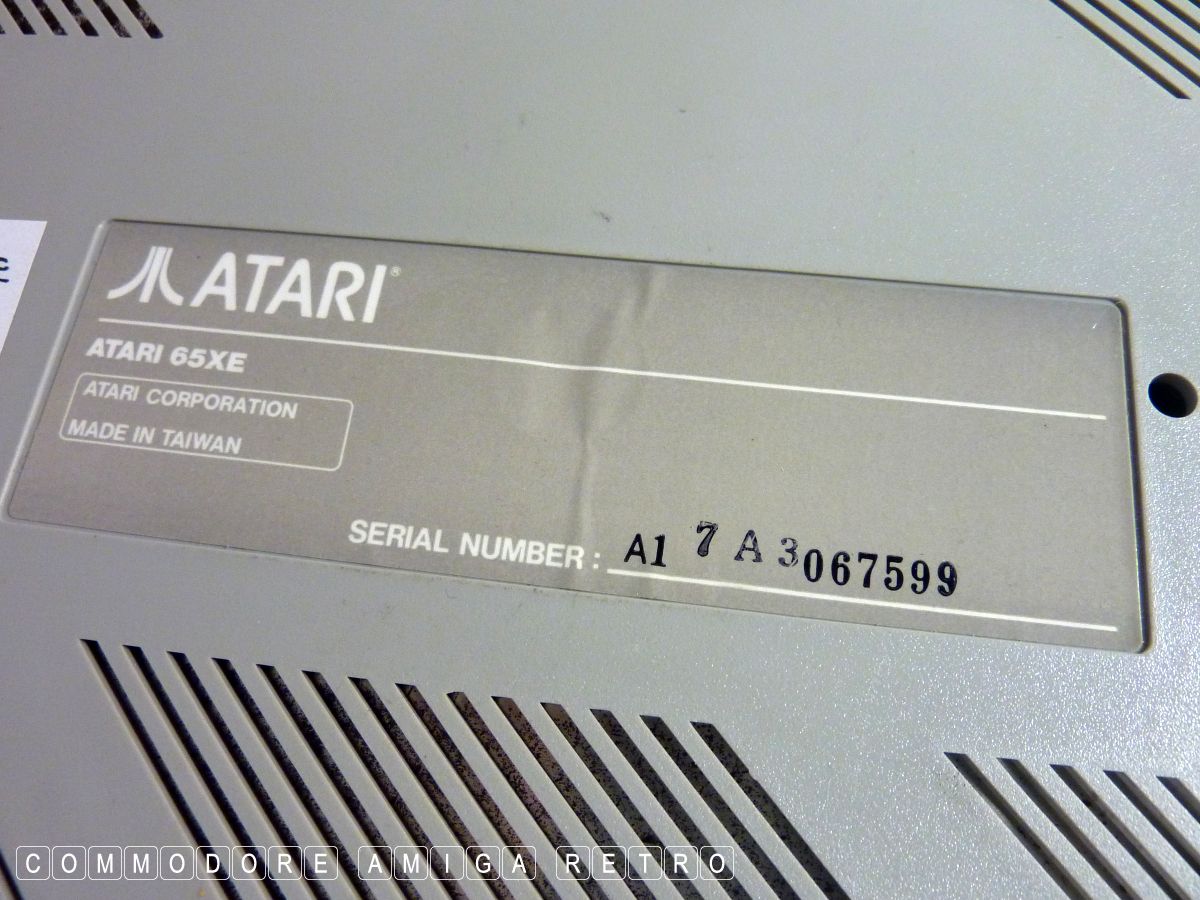 ATARI®
ATARI 65XE
ATARI CORPORATION
MADE IN TAIWAN
SERIAL NUMBER: A1 7 A 3067599
COMMODORE AMIGA RETRO